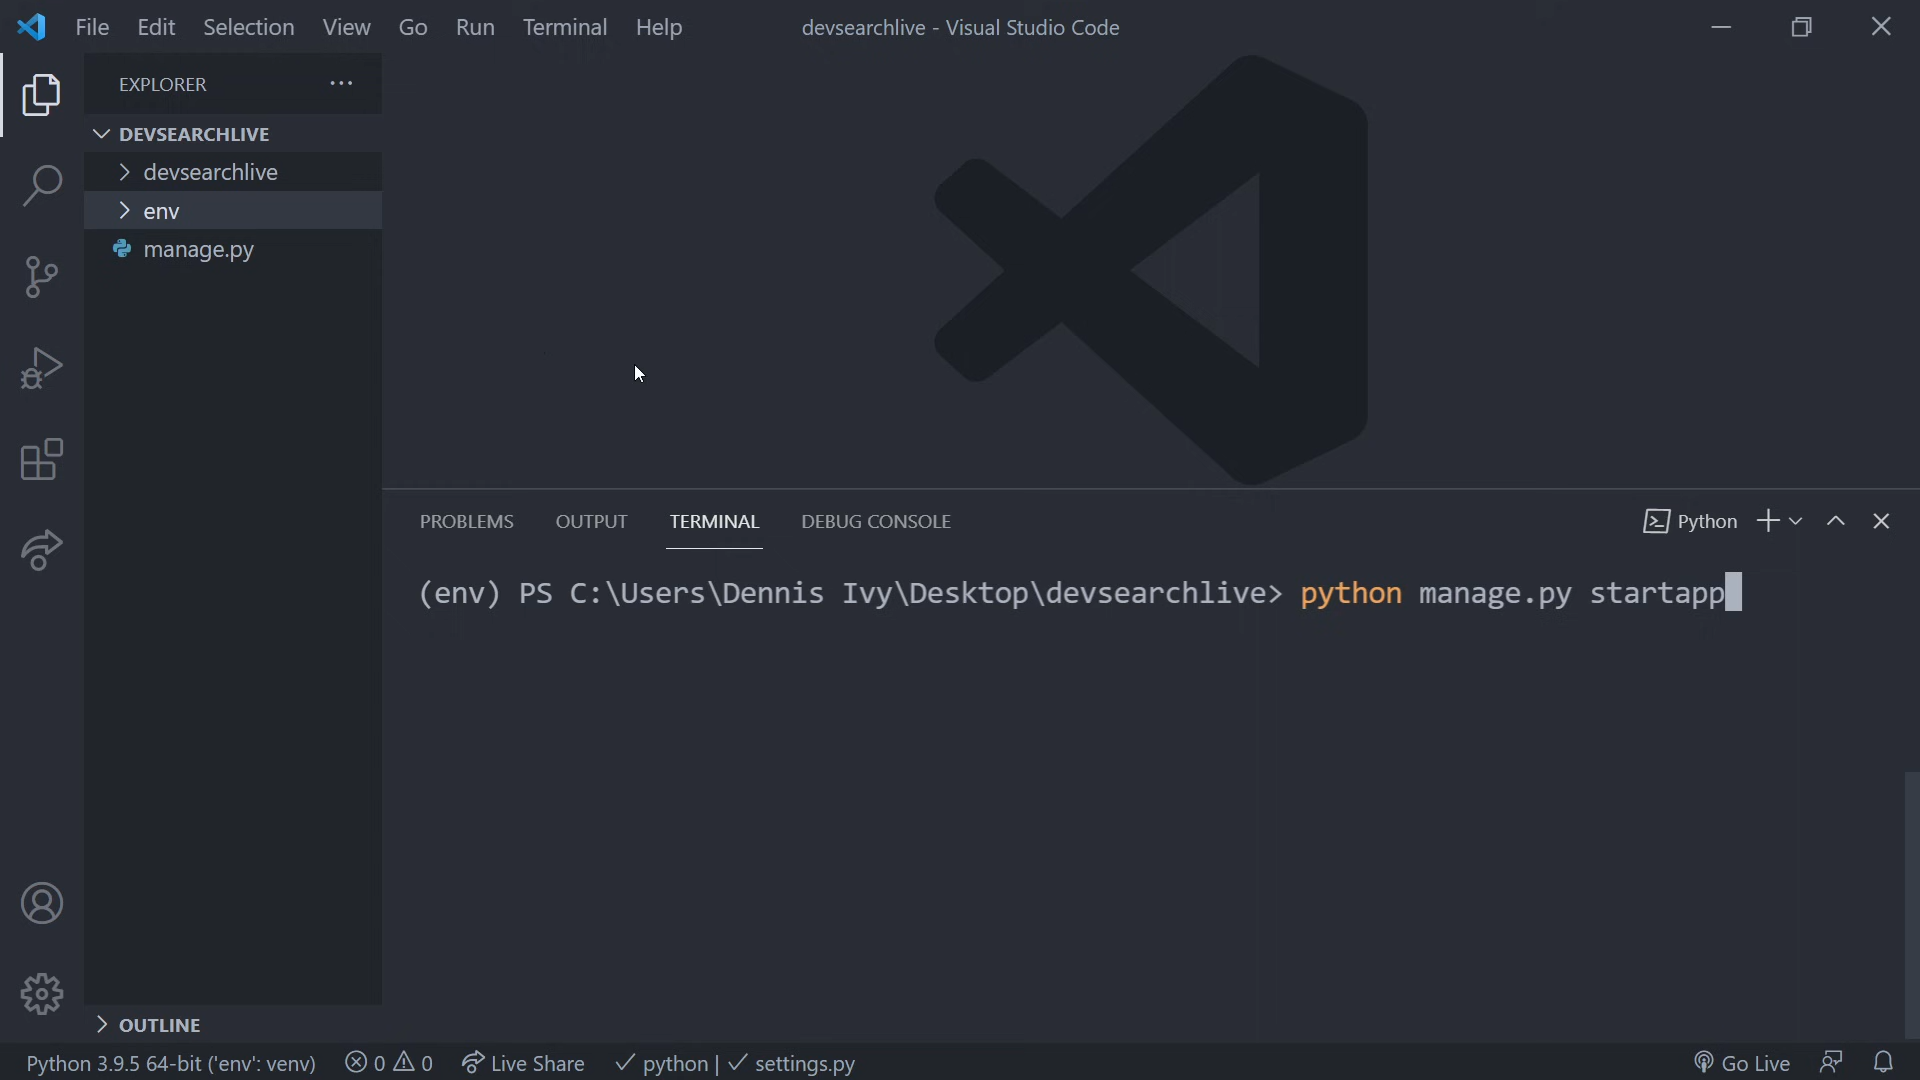 File Edit Selection View Go Run Terminal Help devsearchlive - Visual Studio Code
EXPLORER ...
DEVSEARCHLIVE
devsearchlive
env
manage.py
PROBLEMS OUTPUT TERMINAL DEBUG CONSOLE Python
(env) PS C:\Users\Dennis Ivy\Desktop\devsearchlive> python manage.py startapp
OUTLINE
Python 3.9.5 64-bit ('env': venv) 0 0 Live Share python | settings.py Go Live